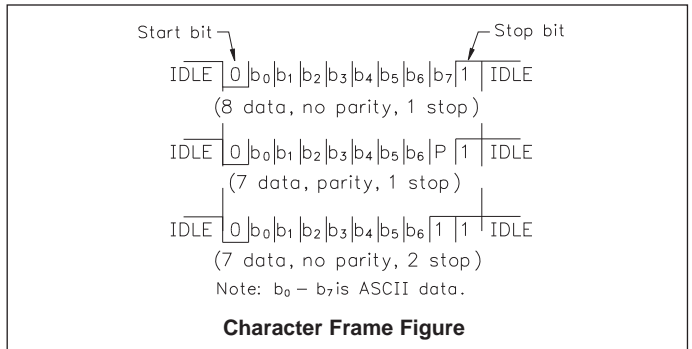 Start bit Stop bit
IDLE 0 b₀ b₁ b₂ b₃ b₄ b₅ b₆ b₇ 1 IDLE
(8 data, no parity, 1 stop)
IDLE 0 b₀ b₁ b₂ b₃ b₄ b₅ b₆ P 1 IDLE
(7 data, parity, 1 stop)
IDLE 0 b₀ b₁ b₂ b₃ b₄ b₅ b₆ 1 1 IDLE
(7 data, no parity, 2 stop)
Note: b₀ – b₇ is ASCII data.
Character Frame Figure